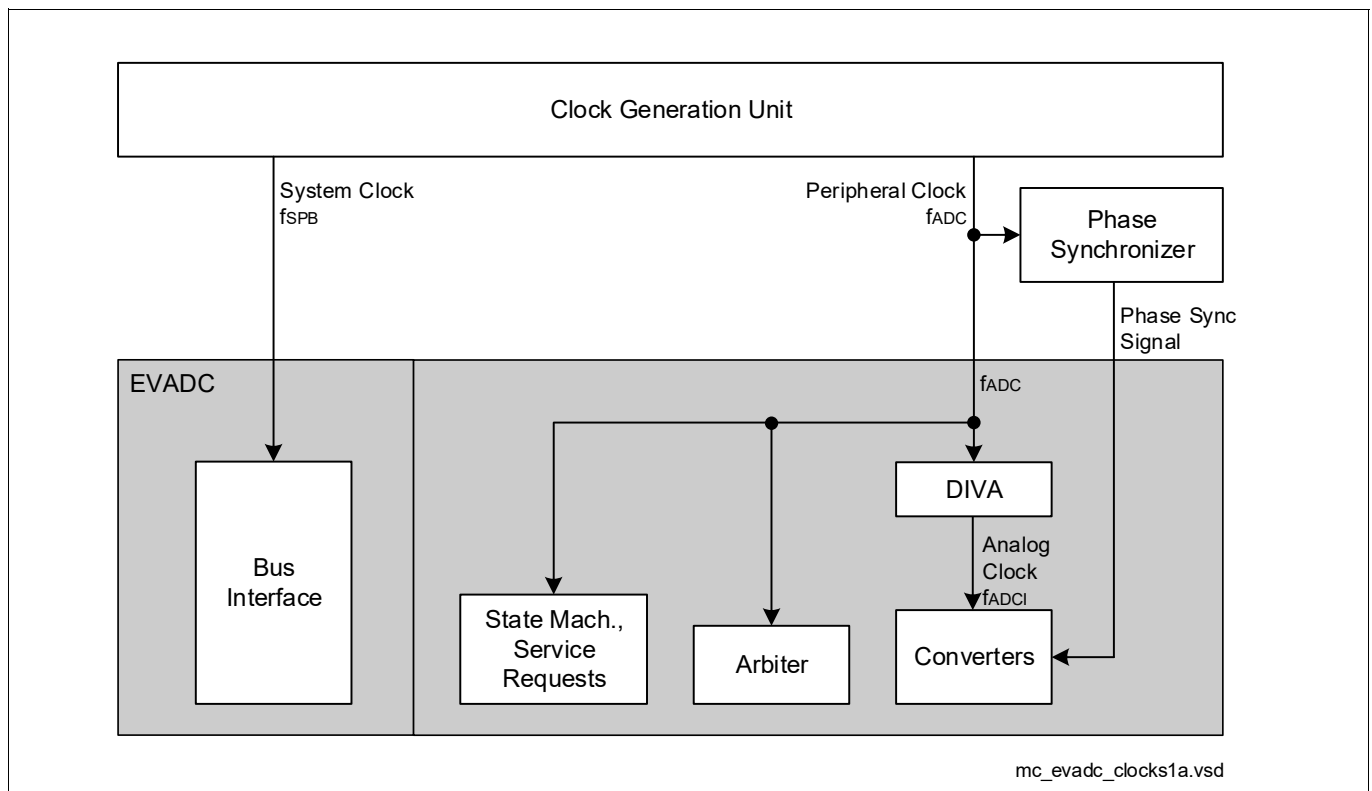 Clock Generation Unit
System Clock
fSPB
Peripheral Clock
fADC
Phase
Synchronizer
Phase Sync
Signal
EVADC
fADC
DIVA
Analog
Clock
fADCI
Bus
Interface
State Mach.,
Service
Requests
Arbiter
Converters
mc_evadc_clocks1a.vsd